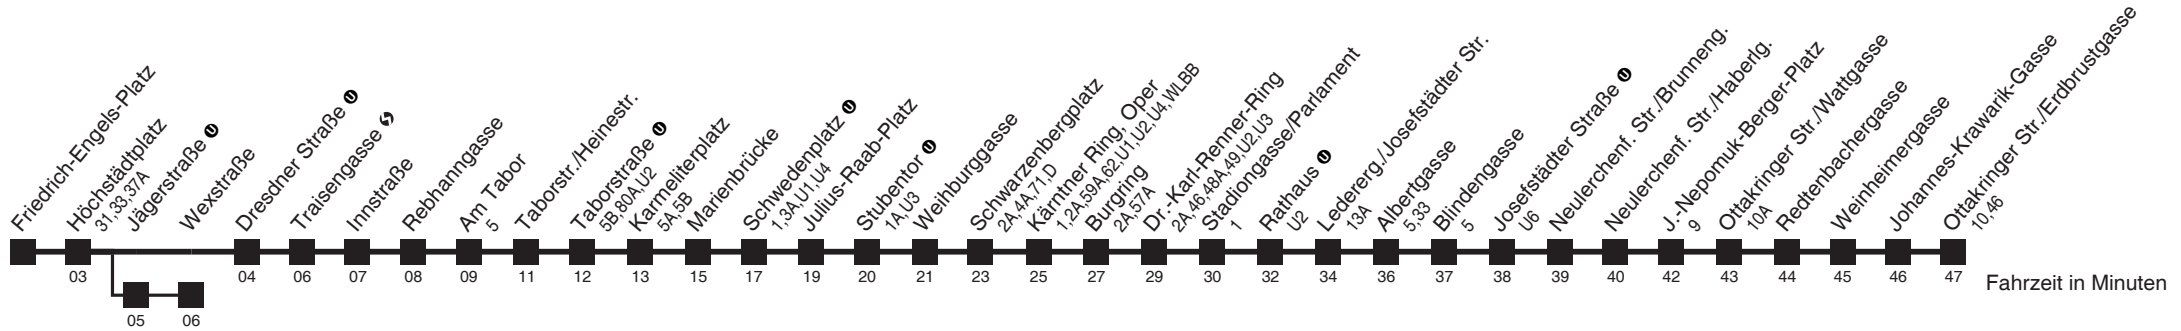 Friedrich-Engels-Platz
Höchstädtplatz
31,33,37A
Jägerstraße U
Wexstraße
Dresdner Straße U
Traisengasse S
Innstraße
Rebhanngasse
Am Tabor
5
Taborstr./Heinestr.
Taborstraße U
5B,80A,U2
Karmeliterplatz
5A,5B
Marienbrücke
Schwedenplatz U
1,3A,U1,U4
Julius-Raab-Platz
Stubentor U
1A,U3
Weihburggasse
Schwarzenbergplatz
2A,4A,71,D
Kärntner Ring, Oper
1,2A,59A,62,U1,U2,U4,WLBB
Burgring
2A,57A
Dr.-Karl-Renner-Ring
2A,46,48A,49,U2,U3
Stadiongasse/Parlament
1
Rathaus U
U2
Lederergasse./Josefstädter Str.
13A
Albertgasse
5,33
Blindengasse
5
Josefstädter Straße U
U6
Neulerchenf. Str./Brunneng.
Neulerchenf. Str./Haberlg.
J.-Nepomuk-Berger-Platz
9
Ottakringer Str./Wattgasse
10A
Redtenbachergasse
Weinheimergasse
Johannes-Krawarik-Gasse
Ottakringer Str./Erdbrustgasse
10,46
03 04 06 07 08 09 11 12 13 15 17 19 20 21 23 25 27 29 30 32 34 36 37 38 39 40 42 43 44 45 46 47 Fahrzeit in Minuten
05 06